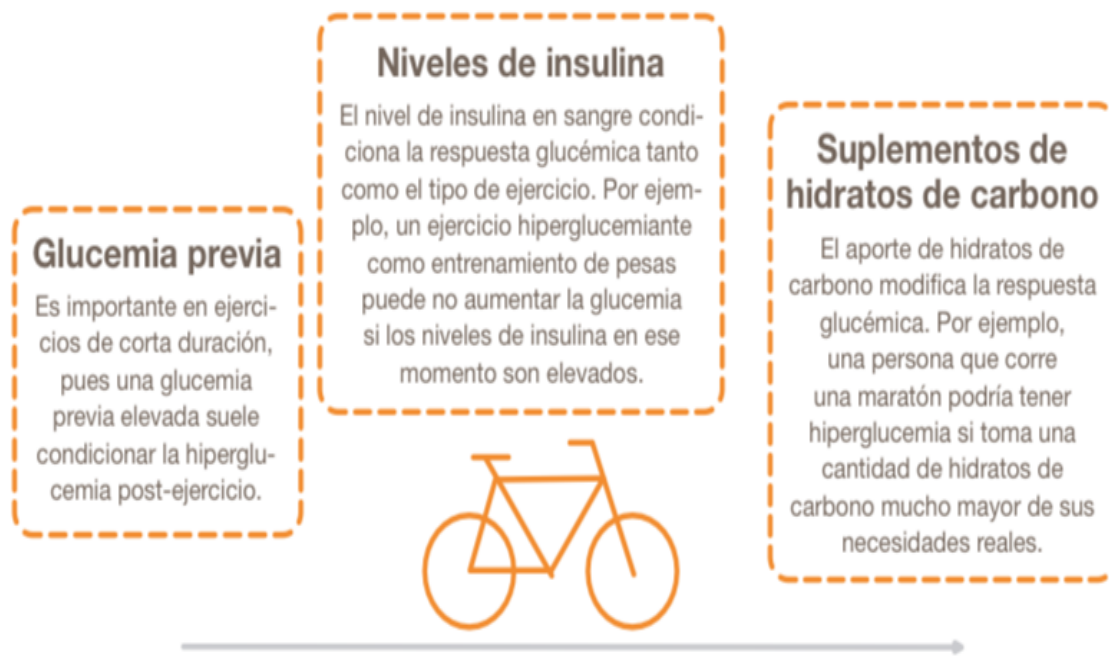 Niveles de insulina
El nivel de insulina en sangre condi-
ciona la respuesta glucémica tanto
como el tipo de ejercicio. Por ejem-
plo, un ejercicio hiperglucemiante
como entrenamiento de pesas
puede no aumentar la glucemia
si los niveles de insulina en ese
momento son elevados.
Suplementos de
hidratos de carbono
El aporte de hidratos de
carbono modifica la respuesta
glucémica. Por ejemplo,
una persona que corre
una maratón podría tener
hiperglucemia si toma una
cantidad de hidratos de
carbono mucho mayor de sus
necesidades reales.
Glucemia previa
Es importante en ejerci-
cios de corta duración,
pues una glucemia
previa elevada suele
condicionar la hiperglu-
cemia post-ejercicio.